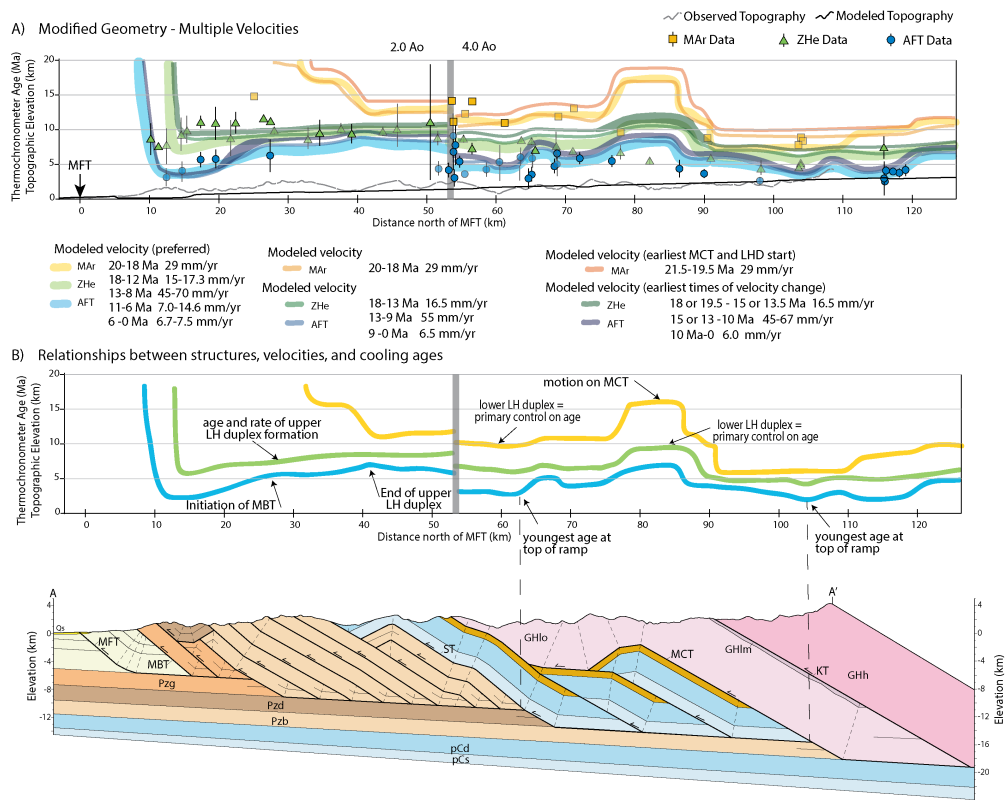 Observed Topography Modeled Topography
A) Modified Geometry - Multiple Velocities
MAr Data ZHe Data AFT Data
2.0 Ao 4.0 Ao
Thermochronometer Age (Ma)
Topographic Elevation (km)
20
15
10
5
0
MFT
0 10 20 30 40 50 60 70 80 90 100 110 120
Distance north of MFT (km)
Modeled velocity (preferred)
MAr 20-18 Ma 29 mm/yr
ZHe 18-12 Ma 15-17.3 mm/yr
13-8 Ma 45-70 mm/yr
AFT 11-6 Ma 7.0-14.6 mm/yr
6 -0 Ma 6.7-7.5 mm/yr
Modeled velocity
MAr 20-18 Ma 29 mm/yr
Modeled velocity
ZHe 18-13 Ma 16.5 mm/yr
13-9 Ma 55 mm/yr
AFT
9 -0 Ma 6.5 mm/yr
Modeled velocity (earliest MCT and LHD start)
MAr 21.5-19.5 Ma 29 mm/yr
Modeled velocity (earliest times of velocity change)
ZHe 18 or 19.5 - 15 or 13.5 Ma 16.5 mm/yr
AFT 15 or 13 -10 Ma 45-67 mm/yr
10 Ma-0 6.0 mm/yr
B) Relationships between structures, velocities, and cooling ages
Thermochronometer Age (Ma)
Topographic Elevation (km)
20
15
10
5
0
motion on MCT
lower LH duplex =
primary control on age
lower LH duplex =
primary control on age
age and rate of upper
LH duplex formation
Initiation of MBT
End of upper
LH duplex
0 10 20 30 40 50 60 70 80 90 100 110 120
Distance north of MFT (km)
youngest age at
top of ramp
youngest age at
top of ramp
A A'
Elevation (km)
4
0
-4
-8
-12
Qs
MFT
MBT
ST
GHlo
MCT
GHlm
KT
GHh
Pzg
Pzd
Pzb
pCd
pCs
4
0
-4
-8
-12
-16
-20
Elevation (km)